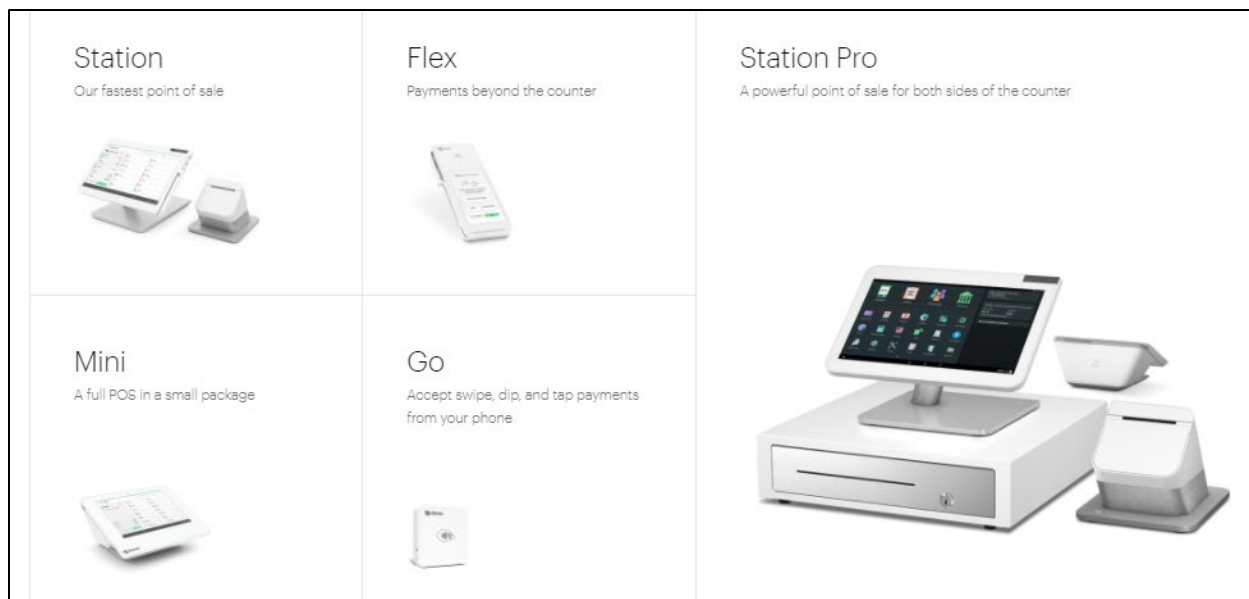 Station
Our fastest point of sale
Flex
Payments beyond the counter
Station Pro
A powerful point of sale for both sides of the counter
Mini
A full POS in a small package
Go
Accept swipe, dip, and tap payments
from your phone